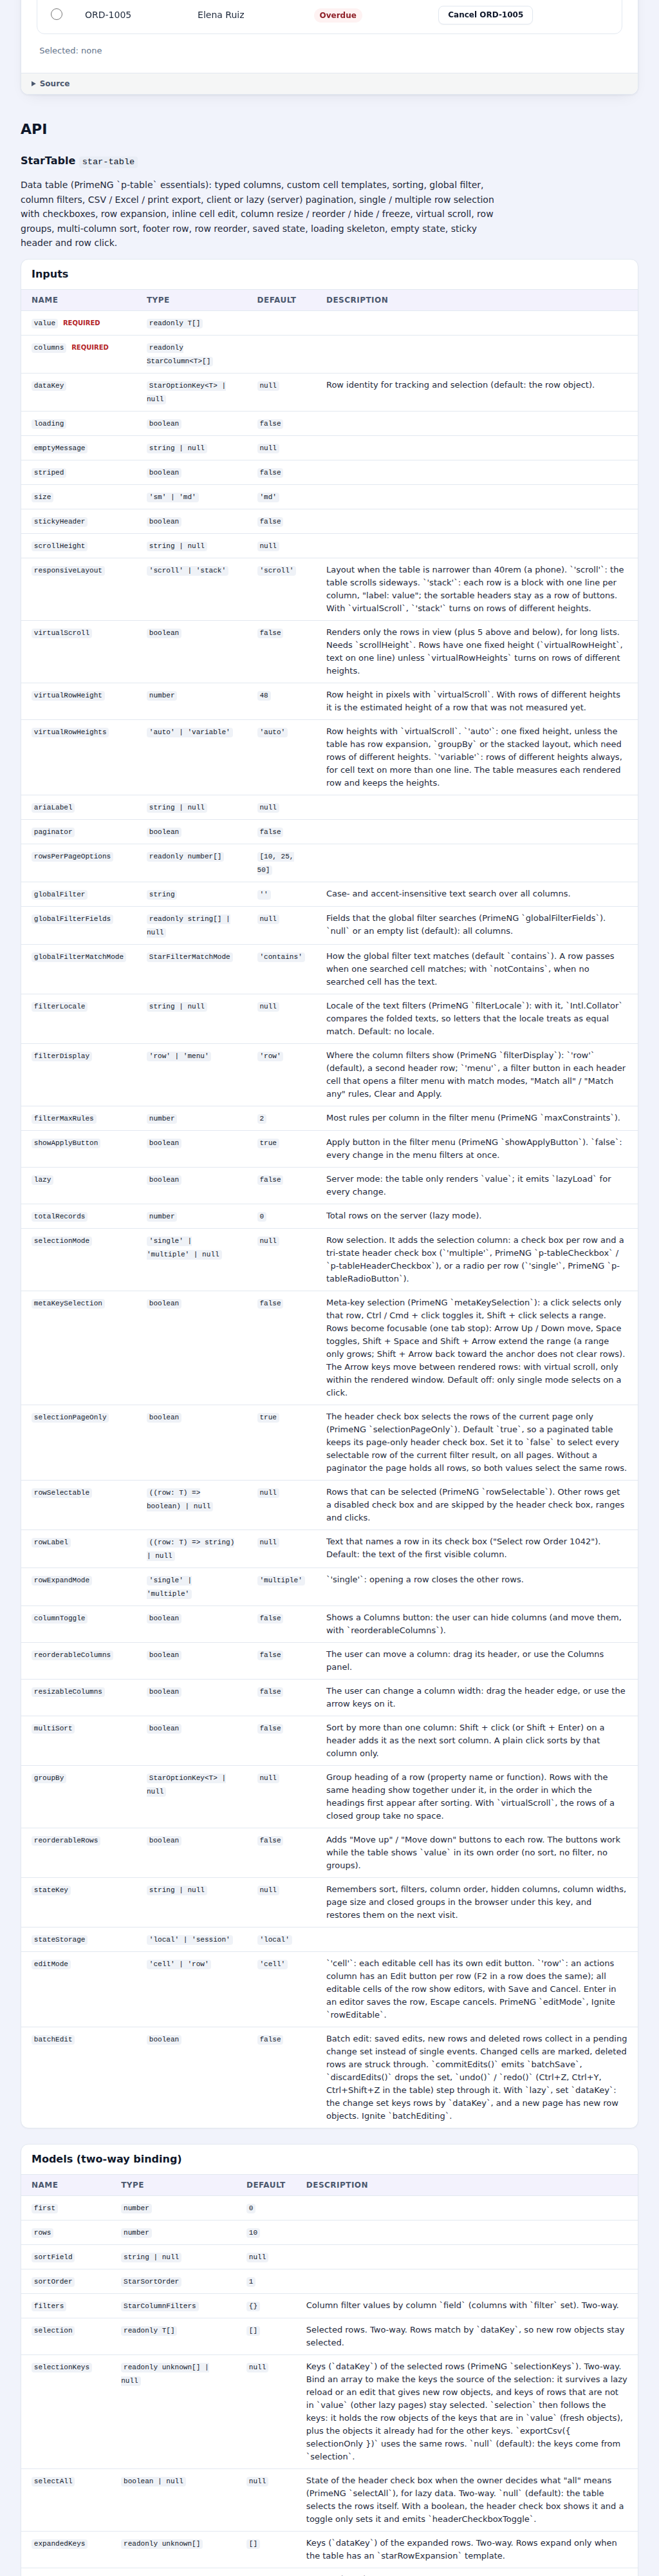 ORD-1005 Elena Ruiz Overdue Cancel ORD-1005
Selected: none
▶ Source
API
StarTable star-table
Data table (PrimeNG `p-table` essentials): typed columns, custom cell templates, sorting, global filter,
column filters, CSV / Excel / print export, client or lazy (server) pagination, single / multiple row selection
with checkboxes, row expansion, inline cell edit, column resize / reorder / hide / freeze, virtual scroll, row
groups, multi-column sort, footer row, row reorder, saved state, loading skeleton, empty state, sticky
header and row click.
Inputs
NAME TYPE DEFAULT DESCRIPTION
value REQUIRED readonly T[]
columns REQUIRED readonly
StarColumn<T>[]
dataKey StarOptionKey<T> | null Row identity for tracking and selection (default: the row object).
null
loading boolean false
emptyMessage string | null null
striped boolean false
size 'sm' | 'md' 'md'
stickyHeader boolean false
scrollHeight string | null null
responsiveLayout 'scroll' | 'stack' 'scroll' Layout when the table is narrower than 40rem (a phone). `'scroll'`: the
table scrolls sideways. `'stack'`: each row is a block with one line per
column, "label: value"; the sortable headers stay as a row of buttons.
With `virtualScroll`, `'stack'` turns on rows of different heights.
virtualScroll boolean false Renders only the rows in view (plus 5 above and below), for long lists.
Needs `scrollHeight`. Rows have one fixed height (`virtualRowHeight`,
text on one line) unless `virtualRowHeights` turns on rows of different
heights.
virtualRowHeight number 48 Row height in pixels with `virtualScroll`. With rows of different heights
it is the estimated height of a row that was not measured yet.
virtualRowHeights 'auto' | 'variable' 'auto' Row heights with `virtualScroll`. `'auto'`: one fixed height, unless the
table has row expansion, `groupBy` or the stacked layout, which need
rows of different heights. `'variable'`: rows of different heights always,
for cell text on more than one line. The table measures each rendered
row and keeps the heights.
ariaLabel string | null null
paginator boolean false
rowsPerPageOptions readonly number[] [10, 25,
50]
globalFilter string '' Case- and accent-insensitive text search over all columns.
globalFilterFields readonly string[] | null Fields that the global filter searches (PrimeNG `globalFilterFields`).
null `null` or an empty list (default): all columns.
globalFilterMatchMode StarFilterMatchMode 'contains' How the global filter text matches (default `contains`). A row passes
when one searched cell matches; with `notContains`, when no
searched cell has the text.
filterLocale string | null null Locale of the text filters (PrimeNG `filterLocale`): with it, `Intl.Collator`
compares the folded texts, so letters that the locale treats as equal
match. Default: no locale.
filterDisplay 'row' | 'menu' 'row' Where the column filters show (PrimeNG `filterDisplay`): `'row'`
(default), a second header row; `'menu'`, a filter button in each header
cell that opens a filter menu with match modes, "Match all" / "Match
any" rules, Clear and Apply.
filterMaxRules number 2 Most rules per column in the filter menu (PrimeNG `maxConstraints`).
showApplyButton boolean true Apply button in the filter menu (PrimeNG `showApplyButton`). `false`:
every change in the menu filters at once.
lazy boolean false Server mode: the table only renders `value`; it emits `lazyLoad` for
every change.
totalRecords number 0 Total rows on the server (lazy mode).
selectionMode 'single' | null Row selection. It adds the selection column: a check box per row and a
'multiple' | null tri-state header check box (`'multiple'`, PrimeNG `p-tableCheckbox` /
`p-tableHeaderCheckbox`), or a radio per row (`'single'`, PrimeNG `p-
tableRadioButton`).
metaKeySelection boolean false Meta-key selection (PrimeNG `metaKeySelection`): a click selects only
that row, Ctrl / Cmd + click toggles it, Shift + click selects a range.
Rows become focusable (one tab stop): Arrow Up / Down move, Space
toggles, Shift + Space and Shift + Arrow extend the range (a range
only grows; Shift + Arrow back toward the anchor does not clear rows).
The Arrow keys move between rendered rows: with virtual scroll, only
within the rendered window. Default off: only single mode selects on a
click.
selectionPageOnly boolean true The header check box selects the rows of the current page only
(PrimeNG `selectionPageOnly`). Default `true`, so a paginated table
keeps its page-only header check box. Set it to `false` to select every
selectable row of the current filter result, on all pages. Without a
paginator the page holds all rows, so both values select the same rows.
rowSelectable ((row: T) => null Rows that can be selected (PrimeNG `rowSelectable`). Other rows get
boolean) | null a disabled check box and are skipped by the header check box, ranges
and clicks.
rowLabel ((row: T) => string) null Text that names a row in its check box ("Select row Order 1042").
| null Default: the text of the first visible column.
rowExpandMode 'single' | 'multiple' `'single'`: opening a row closes the other rows.
'multiple'
columnToggle boolean false Shows a Columns button: the user can hide columns (and move them,
with `reorderableColumns`).
reorderableColumns boolean false The user can move a column: drag its header, or use the Columns
panel.
resizableColumns boolean false The user can change a column width: drag the header edge, or use the
arrow keys on it.
multiSort boolean false Sort by more than one column: Shift + click (or Shift + Enter) on a
header adds it as the next sort column. A plain click sorts by that
column only.
groupBy StarOptionKey<T> | null Group heading of a row (property name or function). Rows with the
null same heading show together under it, in the order in which the
headings first appear after sorting. With `virtualScroll`, the rows of a
closed group take no space.
reorderableRows boolean false Adds "Move up" / "Move down" buttons to each row. The buttons work
while the table shows `value` in its own order (no sort, no filter, no
groups).
stateKey string | null null Remembers sort, filters, column order, hidden columns, column widths,
page size and closed groups in the browser under this key, and
restores them on the next visit.
stateStorage 'local' | 'session' 'local'
editMode 'cell' | 'row' 'cell' `'cell'`: each editable cell has its own edit button. `'row'`: an actions
column has an Edit button per row (F2 in a row does the same); all
editable cells of the row show editors, with Save and Cancel. Enter in
an editor saves the row, Escape cancels. PrimeNG `editMode`, Ignite
`rowEditable`.
batchEdit boolean false Batch edit: saved edits, new rows and deleted rows collect in a pending
change set instead of single events. Changed cells are marked, deleted
rows are struck through. `commitEdits()` emits `batchSave`,
`discardEdits()` drops the set, `undo()` / `redo()` (Ctrl+Z, Ctrl+Y,
Ctrl+Shift+Z in the table) step through it. With `lazy`, set `dataKey`:
the change set keys rows by `dataKey`, and a new page has new row
objects. Ignite `batchEditing`.
Models (two-way binding)
NAME TYPE DEFAULT DESCRIPTION
first number 0
rows number 10
sortField string | null null
sortOrder StarSortOrder 1
filters StarColumnFilters {} Column filter values by column `field` (columns with `filter` set). Two-way.
selection readonly T[] [] Selected rows. Two-way. Rows match by `dataKey`, so new row objects stay
selected.
selectionKeys readonly unknown[] | null Keys (`dataKey`) of the selected rows (PrimeNG `selectionKeys`). Two-way.
null Bind an array to make the keys the source of the selection: it survives a lazy
reload or an edit that gives new row objects, and keys of rows that are not
in `value` (other lazy pages) stay selected. `selection` then follows the
keys: it holds the row objects of the keys that are in `value` (fresh objects),
plus the objects it already had for the other keys. `exportCsv({
selectionOnly })` uses the same rows. `null` (default): the keys come from
`selection`.
selectAll boolean | null null State of the header check box when the owner decides what "all" means
(PrimeNG `selectAll`), for lazy data. Two-way. `null` (default): the table
selects the rows itself. With a boolean, the header check box shows it and a
toggle only sets it and emits `headerCheckboxToggle`.
expandedKeys readonly unknown[] [] Keys (`dataKey`) of the expanded rows. Two-way. Rows expand only when
the table has an `starRowExpansion` template.